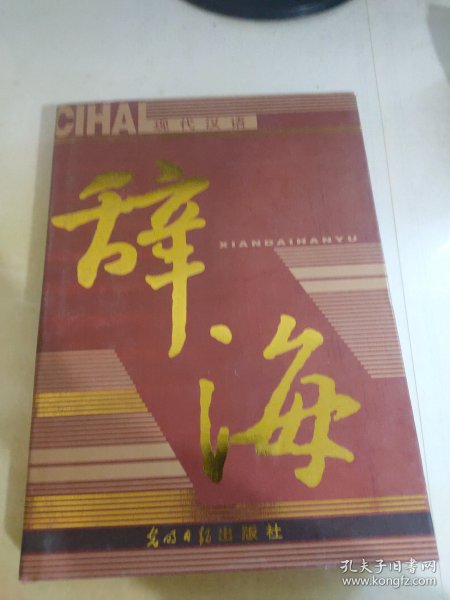 CIHAI
现代汉语
辞海
XIANDAIHANYU
光明日报出版社
孔夫子旧书网
www.kongfz.com